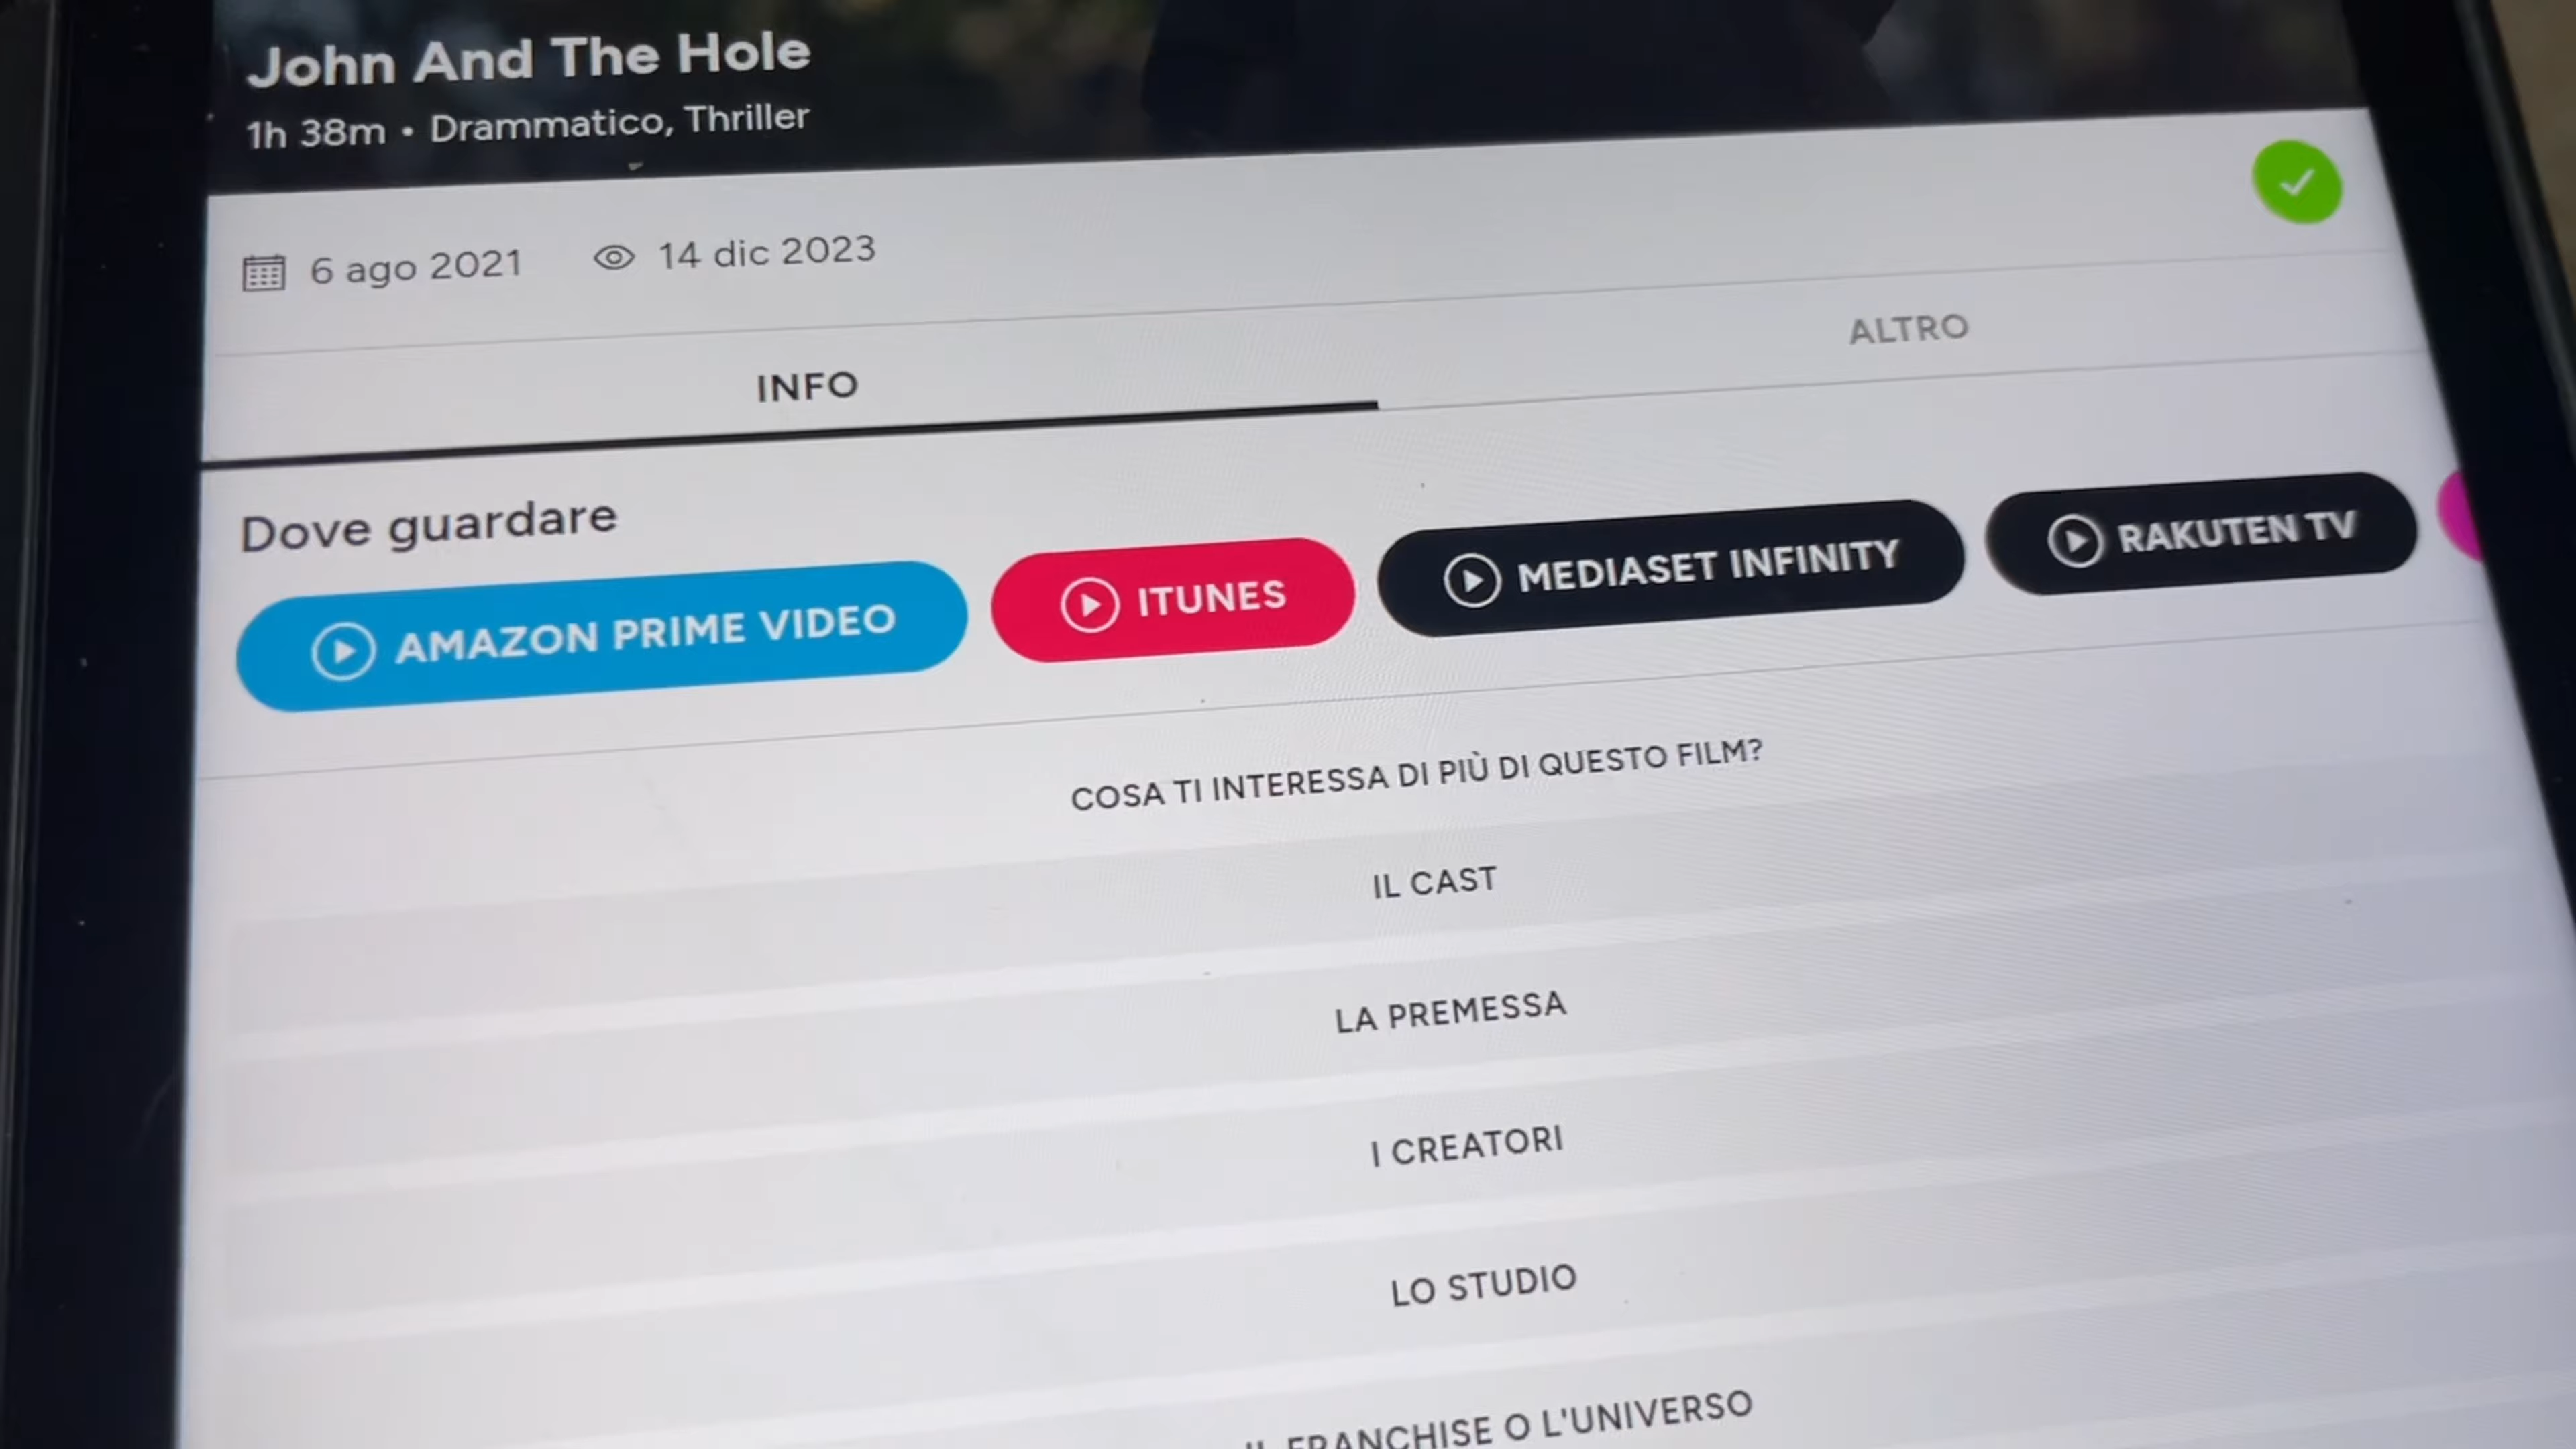 John And The Hole
1h 38m • Drammatico, Thriller
6 ago 2021 14 dic 2023
INFO ALTRO
Dove guardare
AMAZON PRIME VIDEO ITUNES MEDIASET INFINITY RAKUTEN TV
COSA TI INTERESSA DI PIÙ DI QUESTO FILM?
IL CAST
LA PREMESSA
I CREATORI
LO STUDIO
IL FRANCHISE O L'UNIVERSO